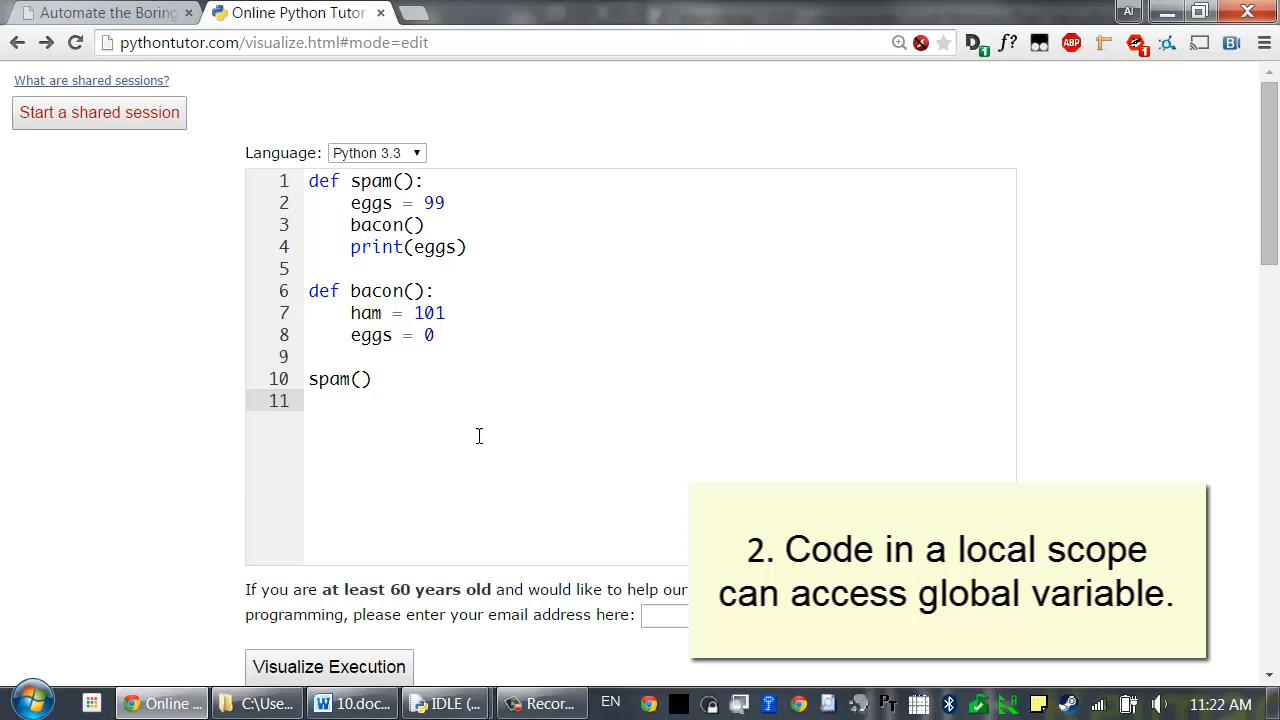 Automate the Boring
Online Python Tutor
AI
pythontutor.com/visualize.html#mode=edit
D
1
f?
ABP
1
What are shared sessions?
Start a shared session
Language: Python 3.3
1 def spam():
2 eggs = 99
3 bacon()
4 print(eggs)
5
6 def bacon():
7 ham = 101
8 eggs = 0
9
10 spam()
11
2. Code in a local scope
can access global variable.
If you are at least 60 years old and would like to help our
programming, please enter your email address here:
Visualize Execution
Online ...
C:\Use...
10.doc...
IDLE (...
Recor...
EN
11:22 AM